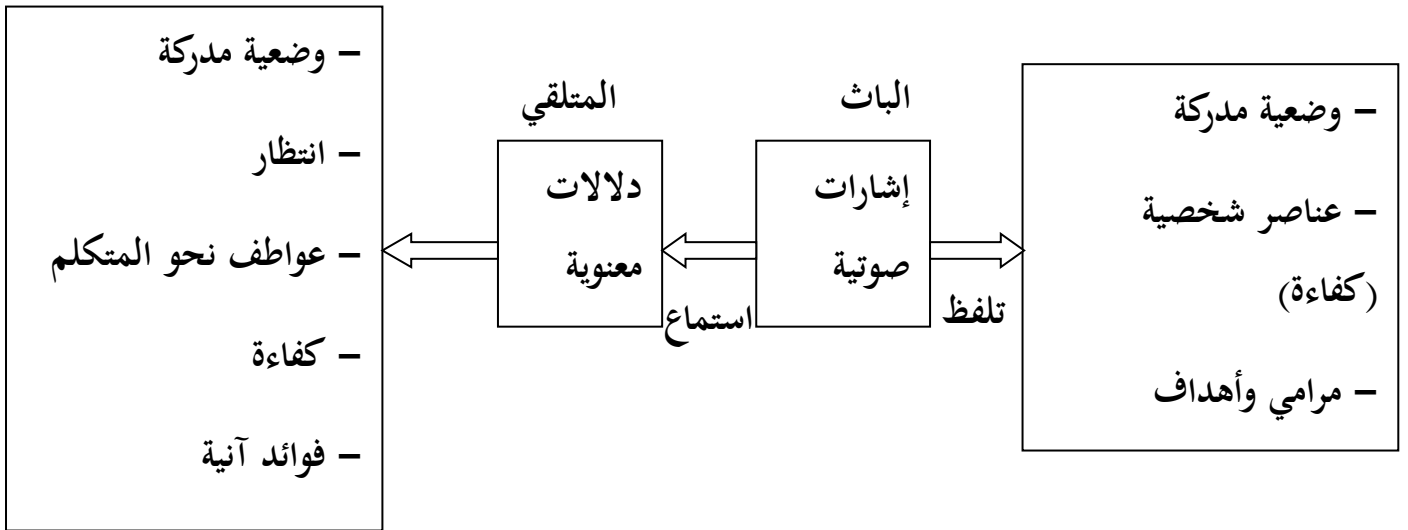 – وضعية مدركة
– عناصر شخصية
(كفاءة)
– مرامي وأهداف
الباث
إشارات
صوتية
تلفظ
استماع
المتلقي
دلالات
معنوية
– وضعية مدركة
– انتظار
– عواطف نحو المتكلم
– كفاءة
– فوائد آنية